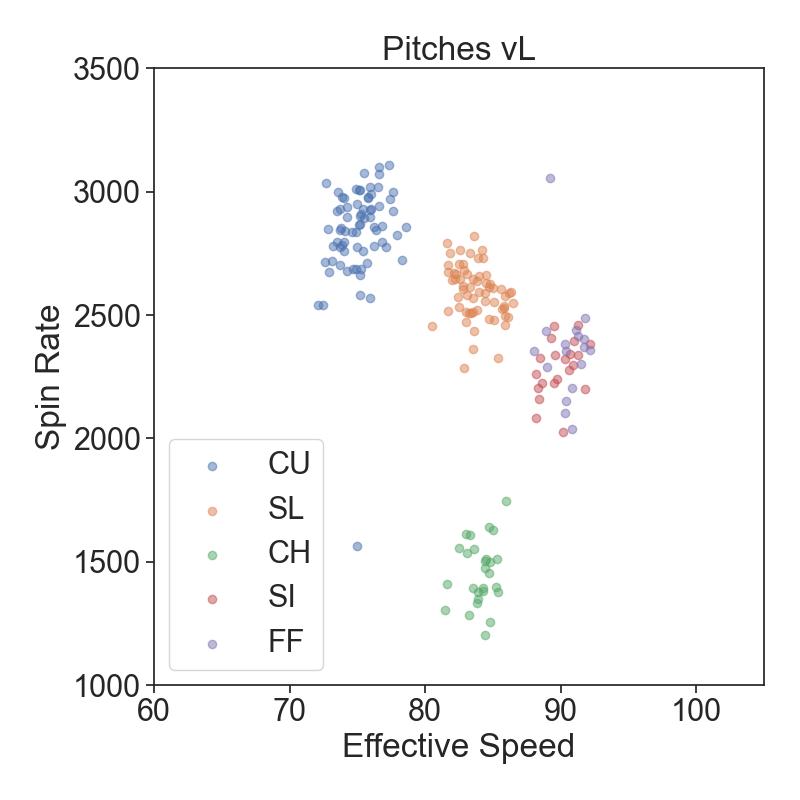 Pitches vL
3500
3000
2500
2000
1500
1000
Spin Rate
CU
SL
CH
SI
FF
60 70 80 90 100
Effective Speed